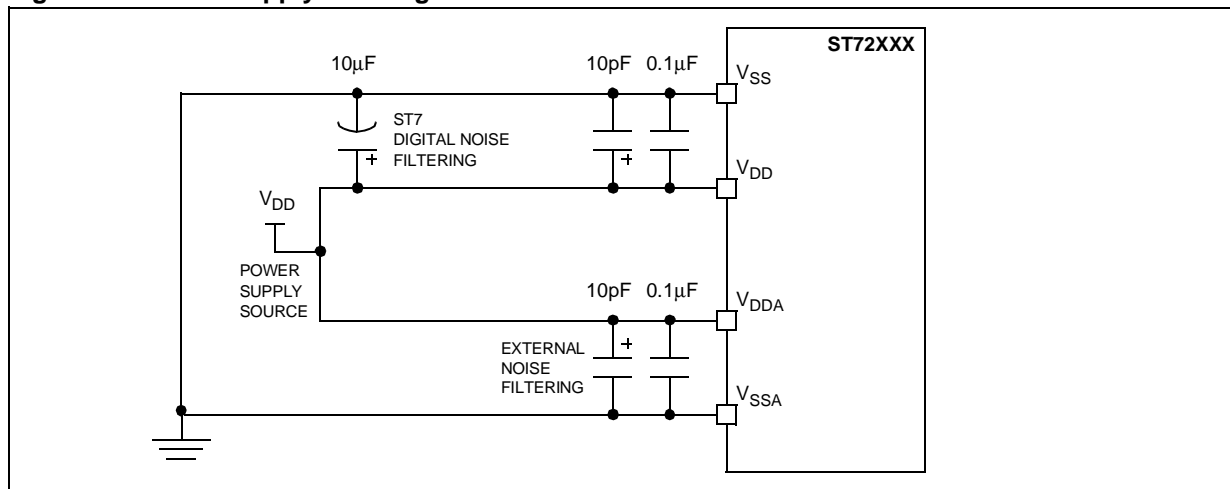 ST72XXX
10μF
10pF 0.1μF
VSS
ST7
DIGITAL NOISE
FILTERING
+
+
VDD
VDD
POWER
SUPPLY
SOURCE
10pF 0.1μF
VDDA
EXTERNAL
NOISE
FILTERING
+
VSSA